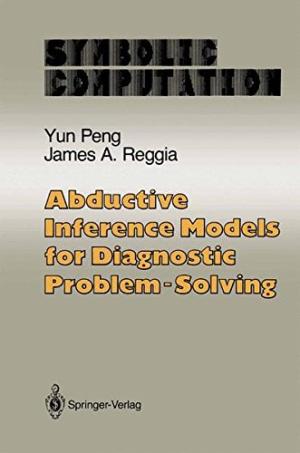 SYMBOLIC
COMPUTATION
Yun Peng
James A. Reggia
Abductive
Inference Models
for Diagnostic
Problem-Solving
Springer-Verlag